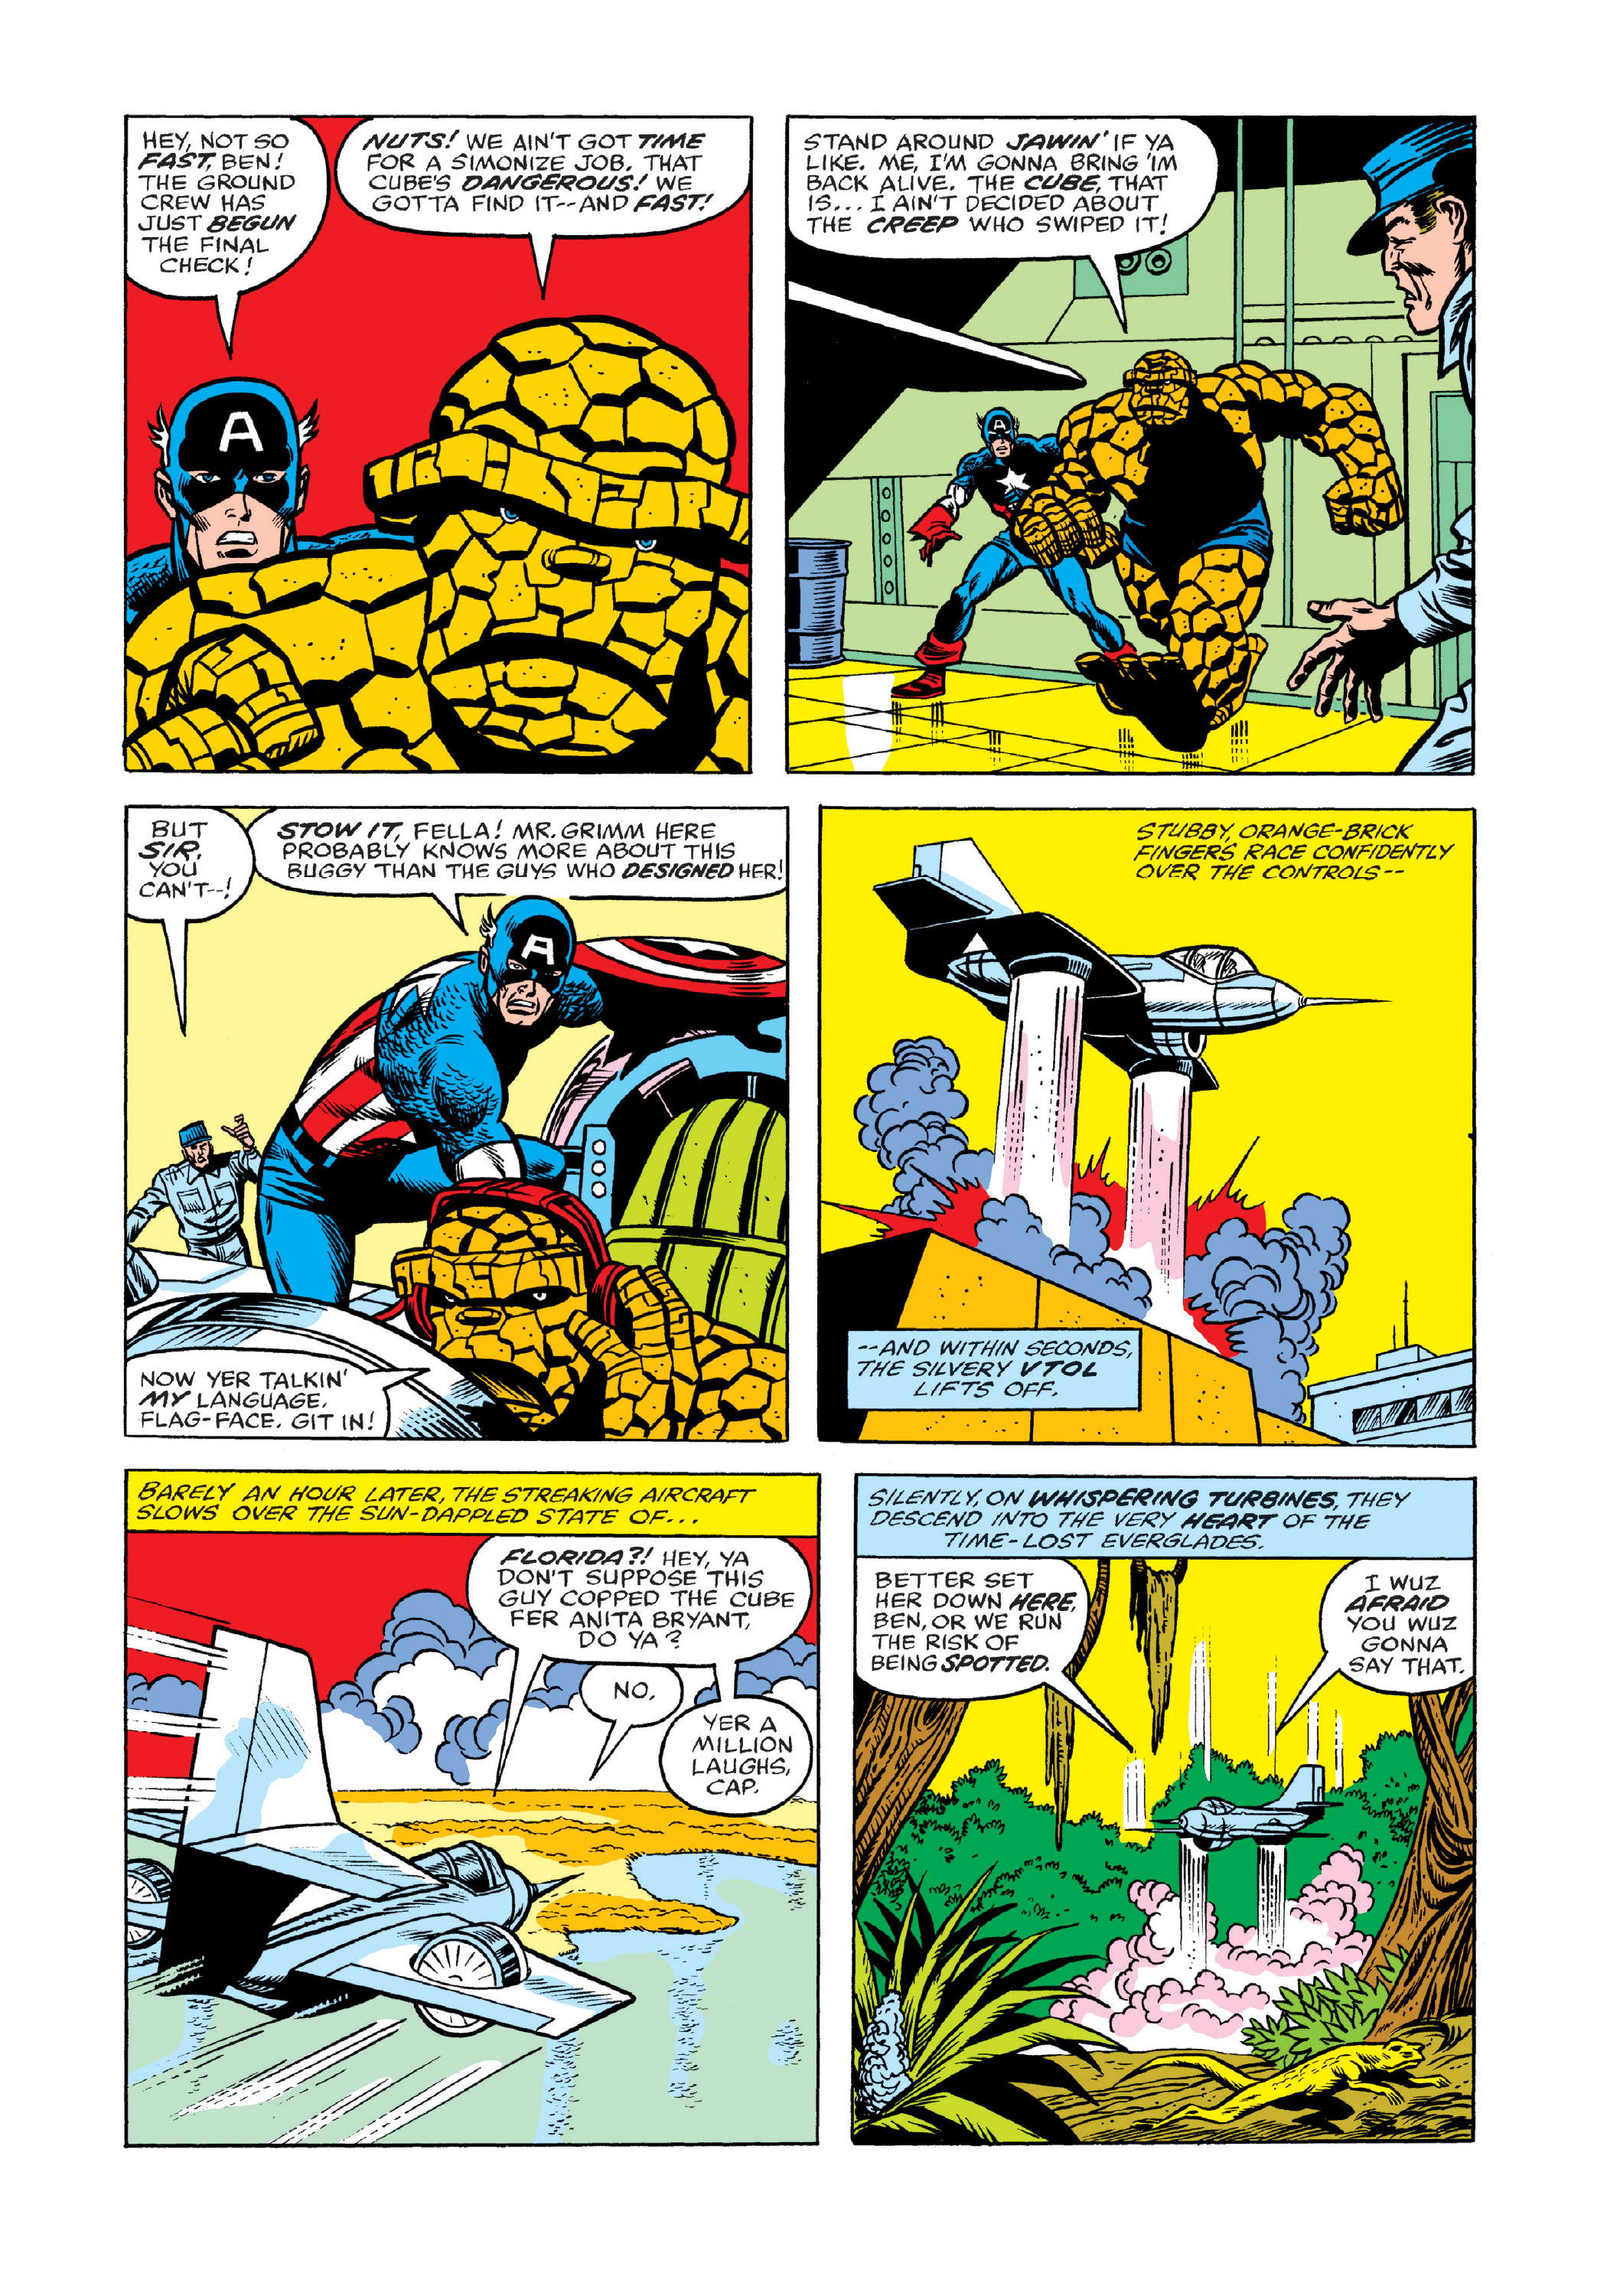 HEY, NOT SO
FAST, BEN!
THE GROUND
CREW HAS
JUST BEGUN
THE FINAL
CHECK!
NUTS! WE AIN'T GOT TIME
FOR A SIMONIZE JOB. THAT
CUBE'S DANGEROUS! WE
GOTTA FIND IT--AND FAST!
A
STAND AROUND JAWIN' IF YA
LIKE. ME, I'M GONNA BRING 'IM
BACK ALIVE. THE CUBE, THAT
IS... I AIN'T DECIDED ABOUT
THE CREEP WHO SWIPED IT!
A
BUT
SIR,
YOU
CAN'T--!
STOW IT, FELLA! MR. GRIMM HERE
PROBABLY KNOWS MORE ABOUT THIS
BUGGY THAN THE GUYS WHO DESIGNED HER!
A
NOW YER TALKIN'
MY LANGUAGE,
FLAG-FACE. GIT IN!
STUBBY, ORANGE-BRICK
FINGERS RACE CONFIDENTLY
OVER THE CONTROLS--
--AND WITHIN SECONDS,
THE SILVERY VTOL
LIFTS OFF.
BARELY AN HOUR LATER, THE STREAKING AIRCRAFT
SLOWS OVER THE SUN-DAPPLED STATE OF...
FLORIDA?! HEY, YA
DON'T SUPPOSE THIS
GUY COPPED THE CUBE
FER ANITA BRYANT,
DO YA?
NO.
YER A
MILLION
LAUGHS,
CAP.
SILENTLY, ON WHISPERING TURBINES, THEY
DESCEND INTO THE VERY HEART OF THE
TIME-LOST EVERGLADES.
BETTER SET
HER DOWN HERE,
BEN, OR WE RUN
THE RISK OF
BEING SPOTTED.
I WUZ
AFRAID
YOU WUZ
GONNA
SAY THAT.